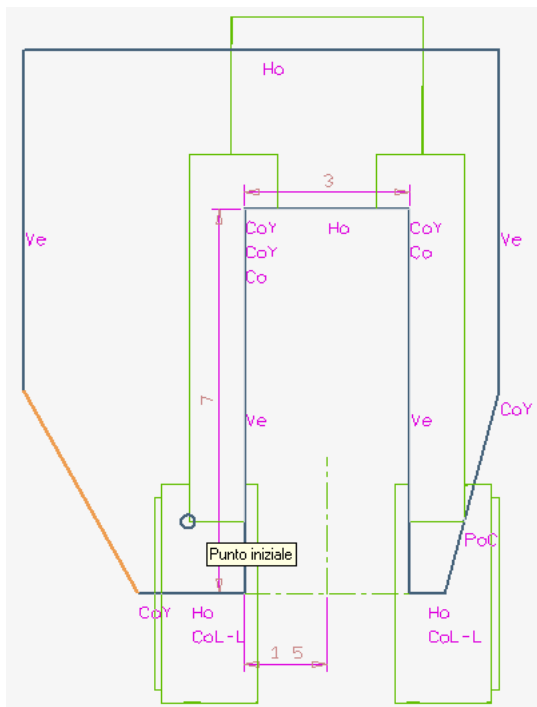 Ho
3
CoY Ho CoY
CoY Co
Co
Ve Ve
CoY
7
Ve Ve
PoC
Punto iniziale
CoY Ho Ho
CoL-L CoL-L
1 5